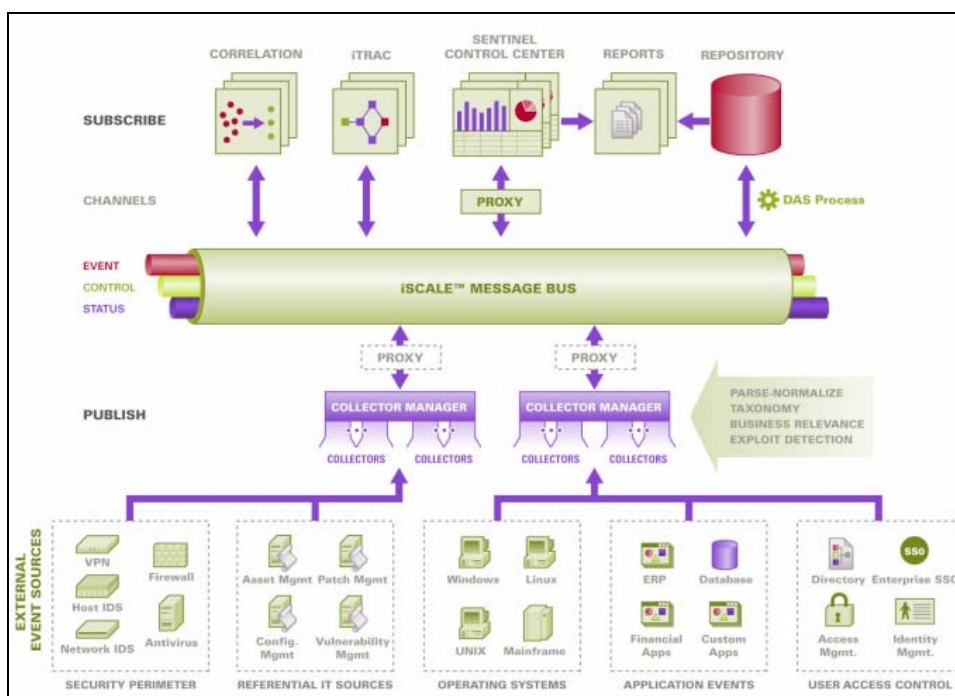 CORRELATION
iTRAC
SENTINEL
CONTROL CENTER
REPORTS
REPOSITORY
SUBSCRIBE
CHANNELS
PROXY
DAS Process
EVENT
CONTROL
STATUS
iSCALE™ MESSAGE BUS
PROXY
PROXY
PUBLISH
COLLECTOR MANAGER
COLLECTORS
COLLECTORS
COLLECTOR MANAGER
COLLECTORS
COLLECTORS
PARSE-NORMALIZE
TAXONOMY
BUSINESS RELEVANCE
EXPLOIT DETECTION
EXTERNAL
EVENT SOURCES
VPN
Firewall
Host IDS
Network IDS
Antivirus
SECURITY PERIMETER
Asset Mgmt
Patch Mgmt
Config.
Mgmt
Vulnerability
Mgmt
REFERENTIAL IT SOURCES
Windows
Linux
UNIX
Mainframe
OPERATING SYSTEMS
ERP
Database
Financial
Apps
Custom
Apps
APPLICATION EVENTS
SSO
Directory
Enterprise SSO
Access
Mgmt.
Identity
Mgmt.
USER ACCESS CONTROL